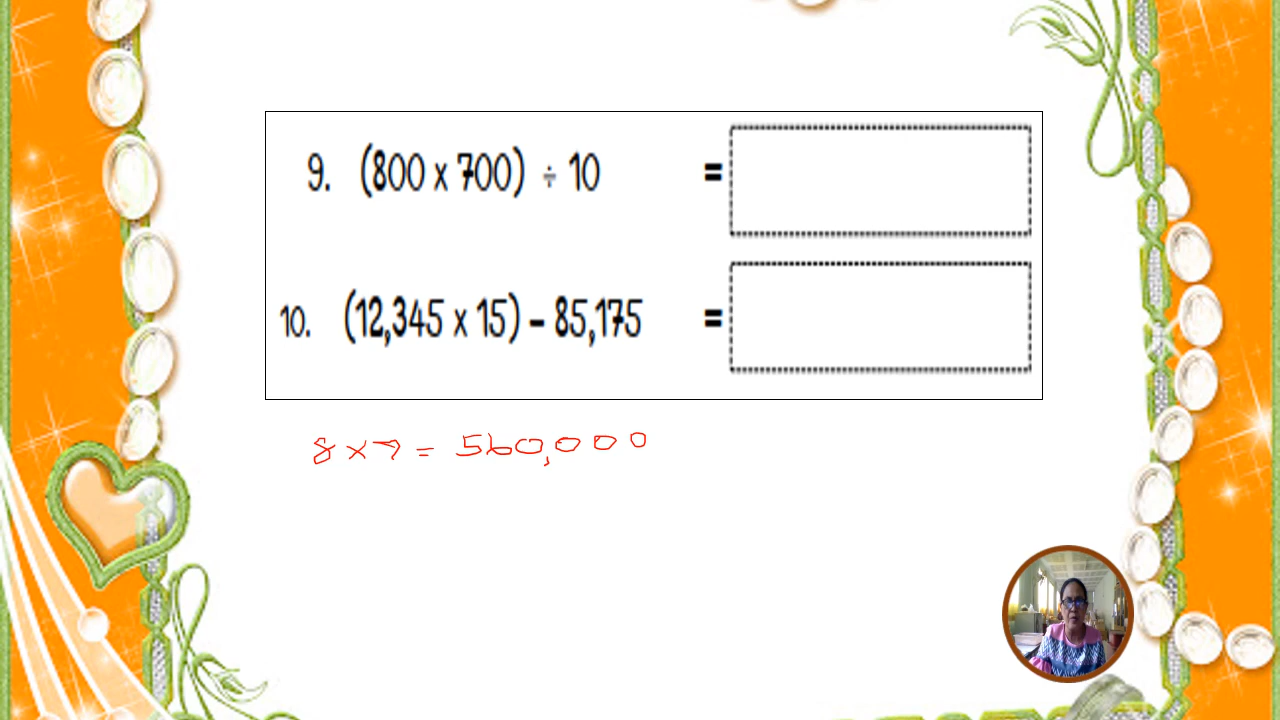 9. (800 x 700) ÷ 10 =
10. (12,345 x 15) – 85,175 =
8 x 7 = 560,000